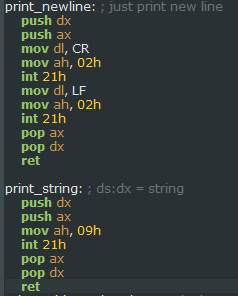 print_newline: ; just print new line
push dx
push ax
mov dl, CR
mov ah, 02h
int 21h
mov dl, LF
mov ah, 02h
int 21h
pop ax
pop dx
ret
print_string: ; ds:dx = string
push dx
push ax
mov ah, 09h
int 21h
pop ax
pop dx
ret